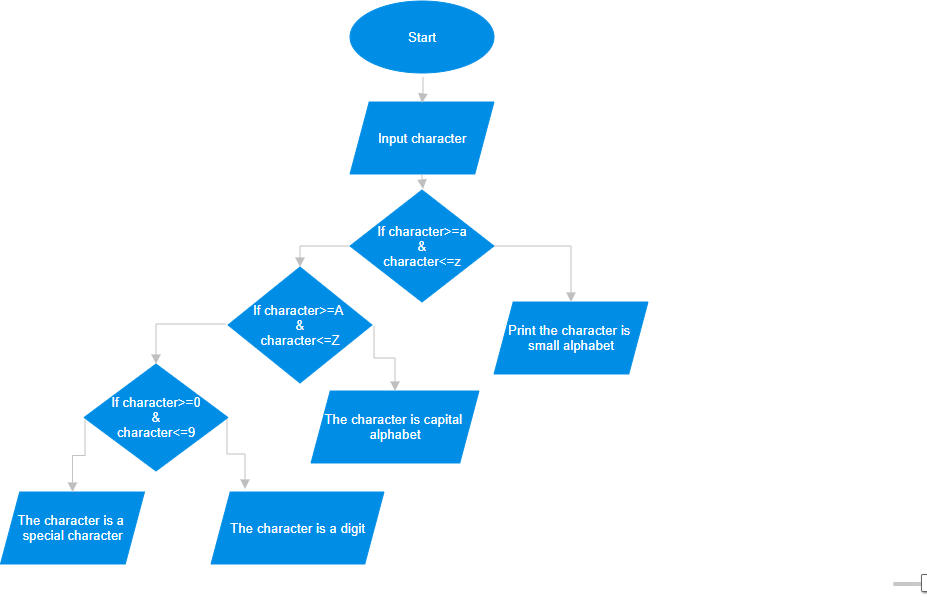 Start
Input character
If character>=a
&
character<=z
If character>=A
&
character<=Z
Print the character is
small alphabet
If character>=0
&
character<=9
The character is capital
alphabet
The character is a
special character
The character is a digit